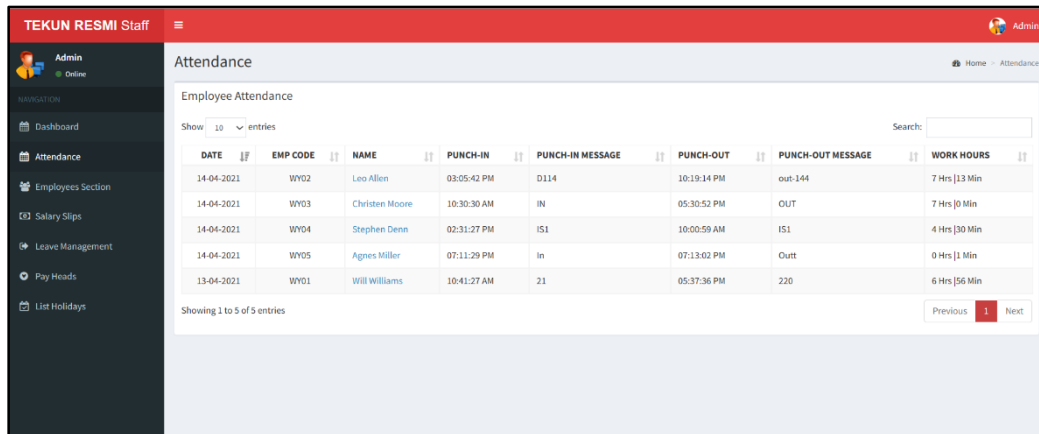 TEKUN RESMI Staff
Admin
Admin
Online
NAVIGATION
Dashboard
Attendance
Employees Section
Salary Slips
Leave Management
Pay Heads
List Holidays
Attendance
Home > Attendance
Employee Attendance
Show 10 entries
Search:
DATE EMP CODE NAME PUNCH-IN PUNCH-IN MESSAGE PUNCH-OUT PUNCH-OUT MESSAGE WORK HOURS
14-04-2021 WY02 Leo Allen 03:05:42 PM D114 10:19:14 PM out-144 7 Hrs |13 Min
14-04-2021 WY03 Christen Moore 10:30:30 AM IN 05:30:52 PM OUT 7 Hrs |0 Min
14-04-2021 WY04 Stephen Denn 02:31:27 PM IS1 10:00:59 AM IS1 4 Hrs |30 Min
14-04-2021 WY05 Agnes Miller 07:11:29 PM In 07:13:02 PM Outt 0 Hrs |1 Min
13-04-2021 WY01 Will Williams 10:41:27 AM 21 05:37:36 PM 220 6 Hrs |56 Min
Showing 1 to 5 of 5 entries
Previous 1 Next